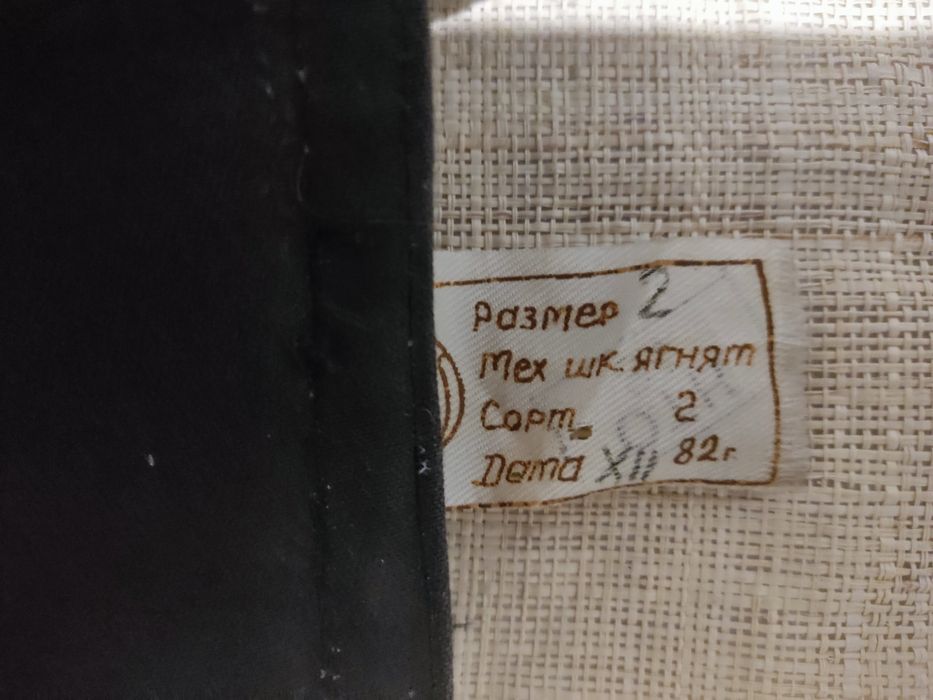 Размер 2
Мех шк. ягнят
Сорт 2
Дата XII 82г.